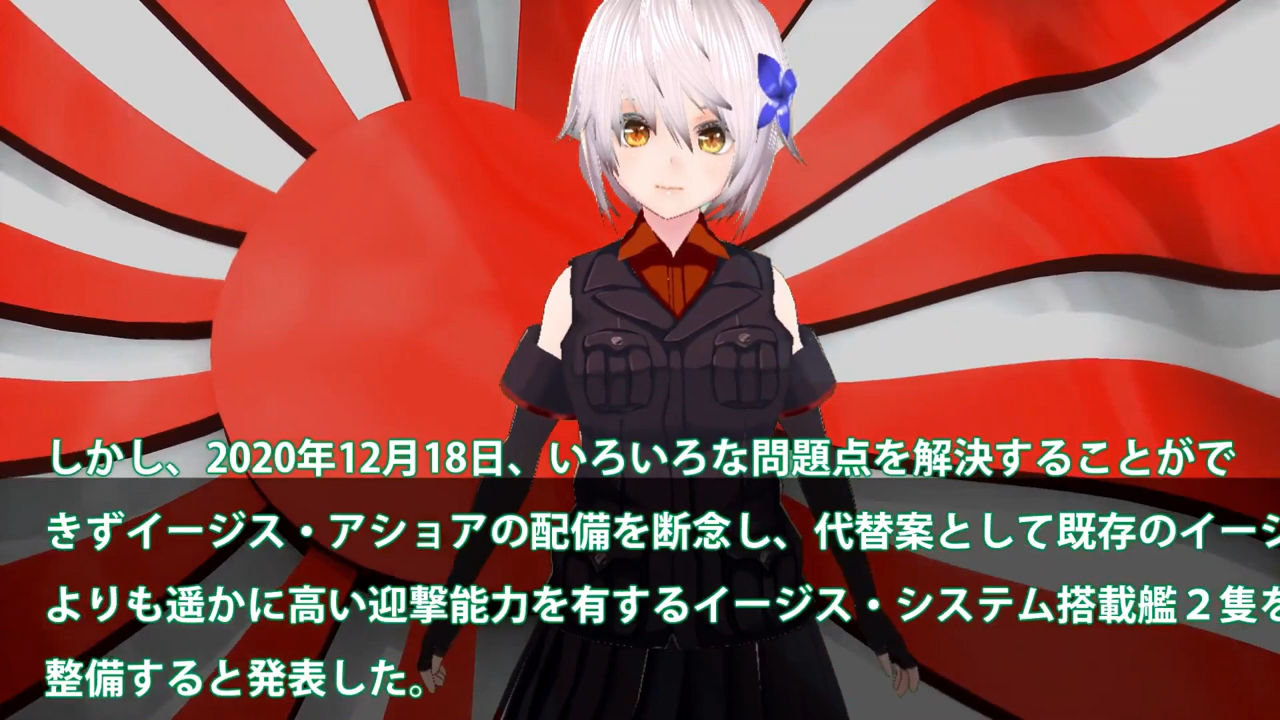 しかし、2020年12月18日、いろいろな問題点を解決することがで
きずイージス・アショアの配備を断念し、代替案として既存のイージ
よりも遥かに高い迎撃能力を有するイージス・システム搭載艦２隻を
整備すると発表した。